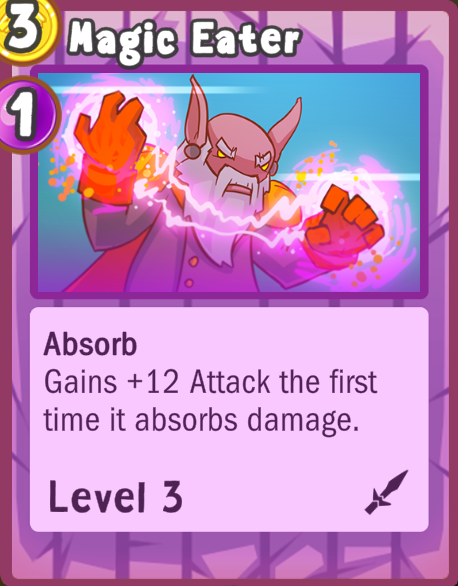 3
Magic Eater
1
Absorb
Gains +12 Attack the first
time it absorbs damage.
Level 3